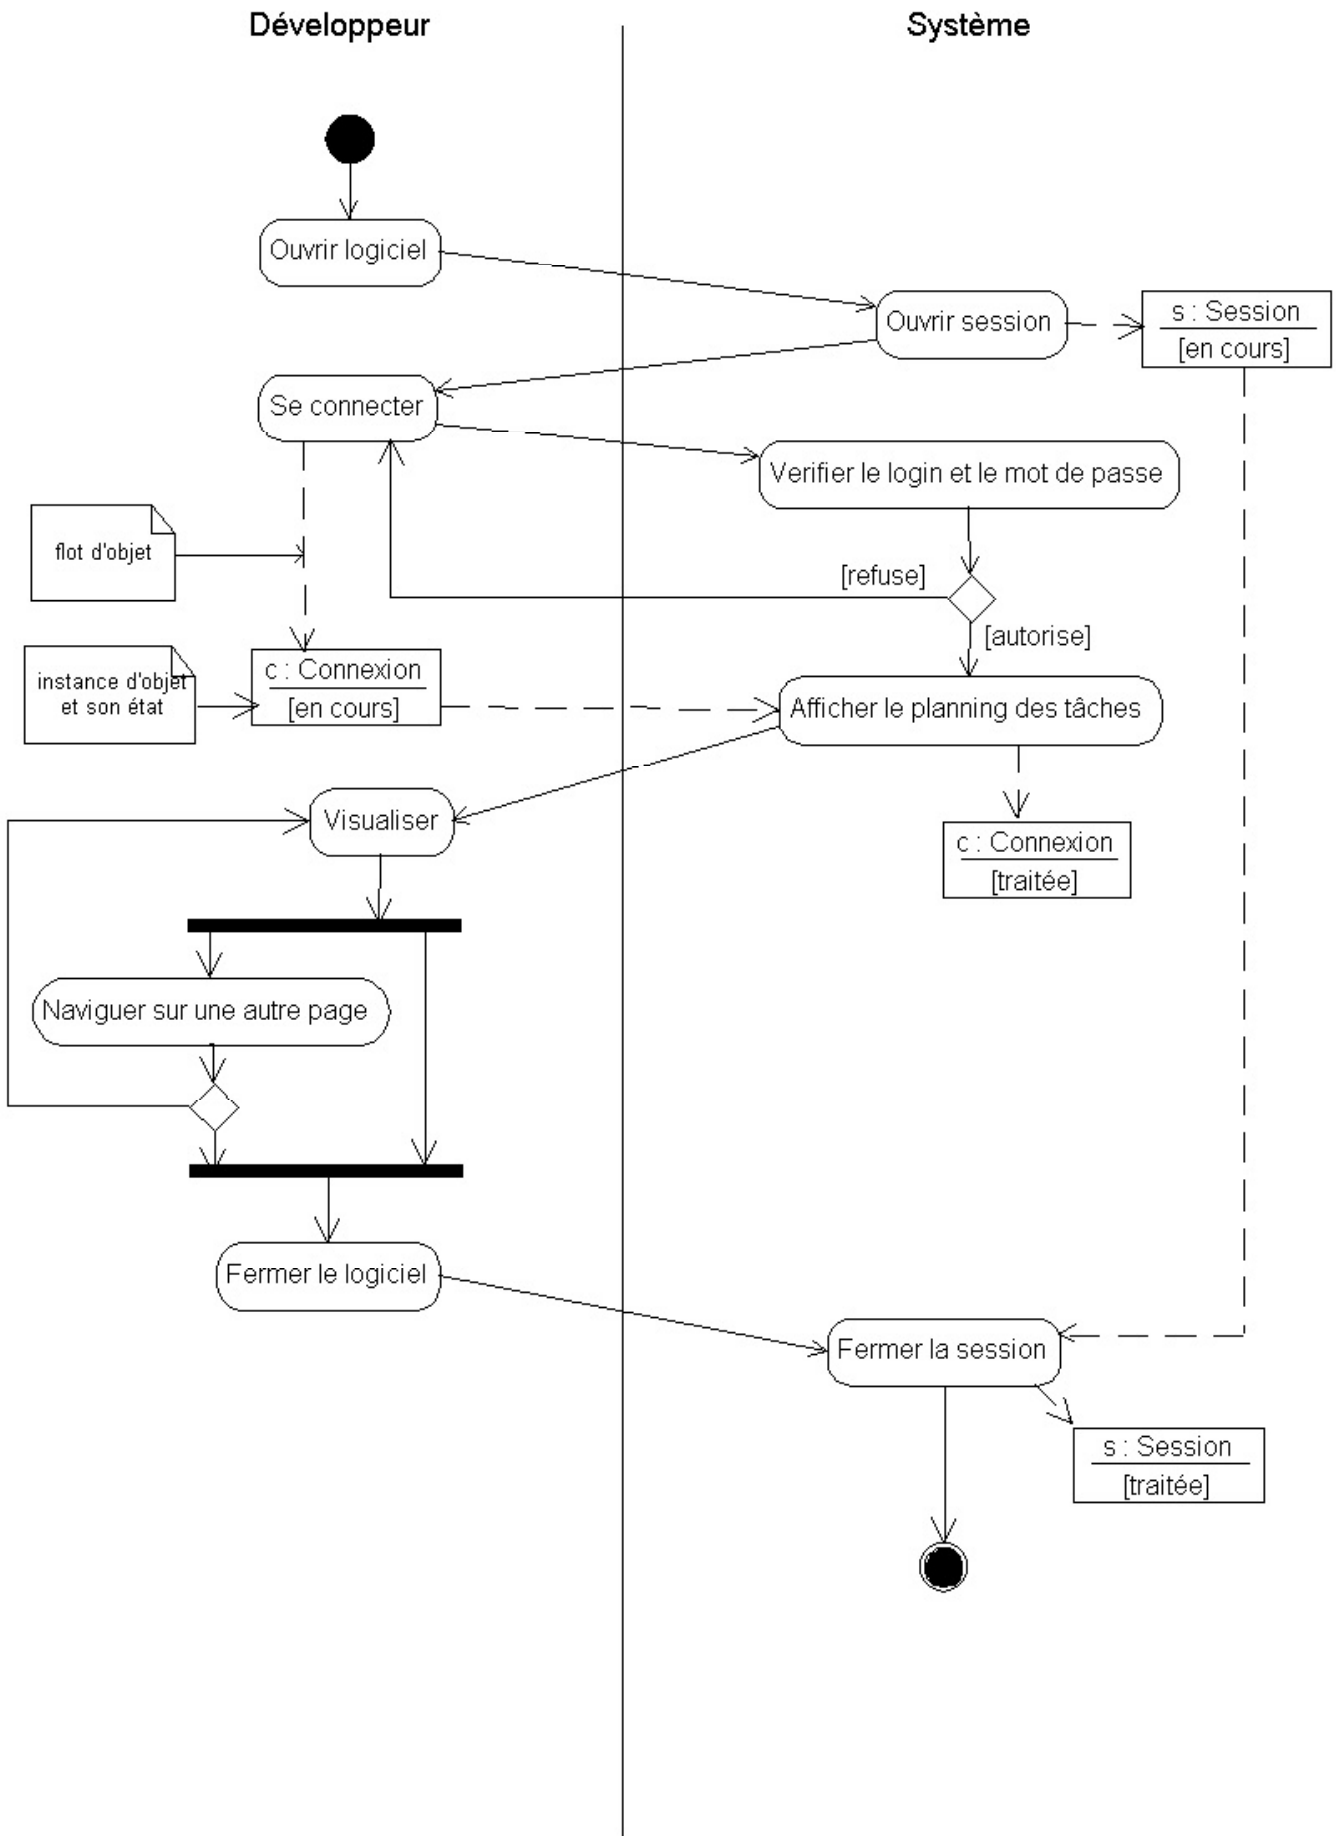 Développeur
Système
Ouvrir logiciel
Ouvrir session
s : Session
[en cours]
Se connecter
Verifier le login et le mot de passe
flot d'objet
[refuse]
[autorise]
instance d'objet
et son état
c : Connexion
[en cours]
Afficher le planning des tâches
Visualiser
c : Connexion
[traitée]
Naviguer sur une autre page
Fermer le logiciel
Fermer la session
s : Session
[traitée]